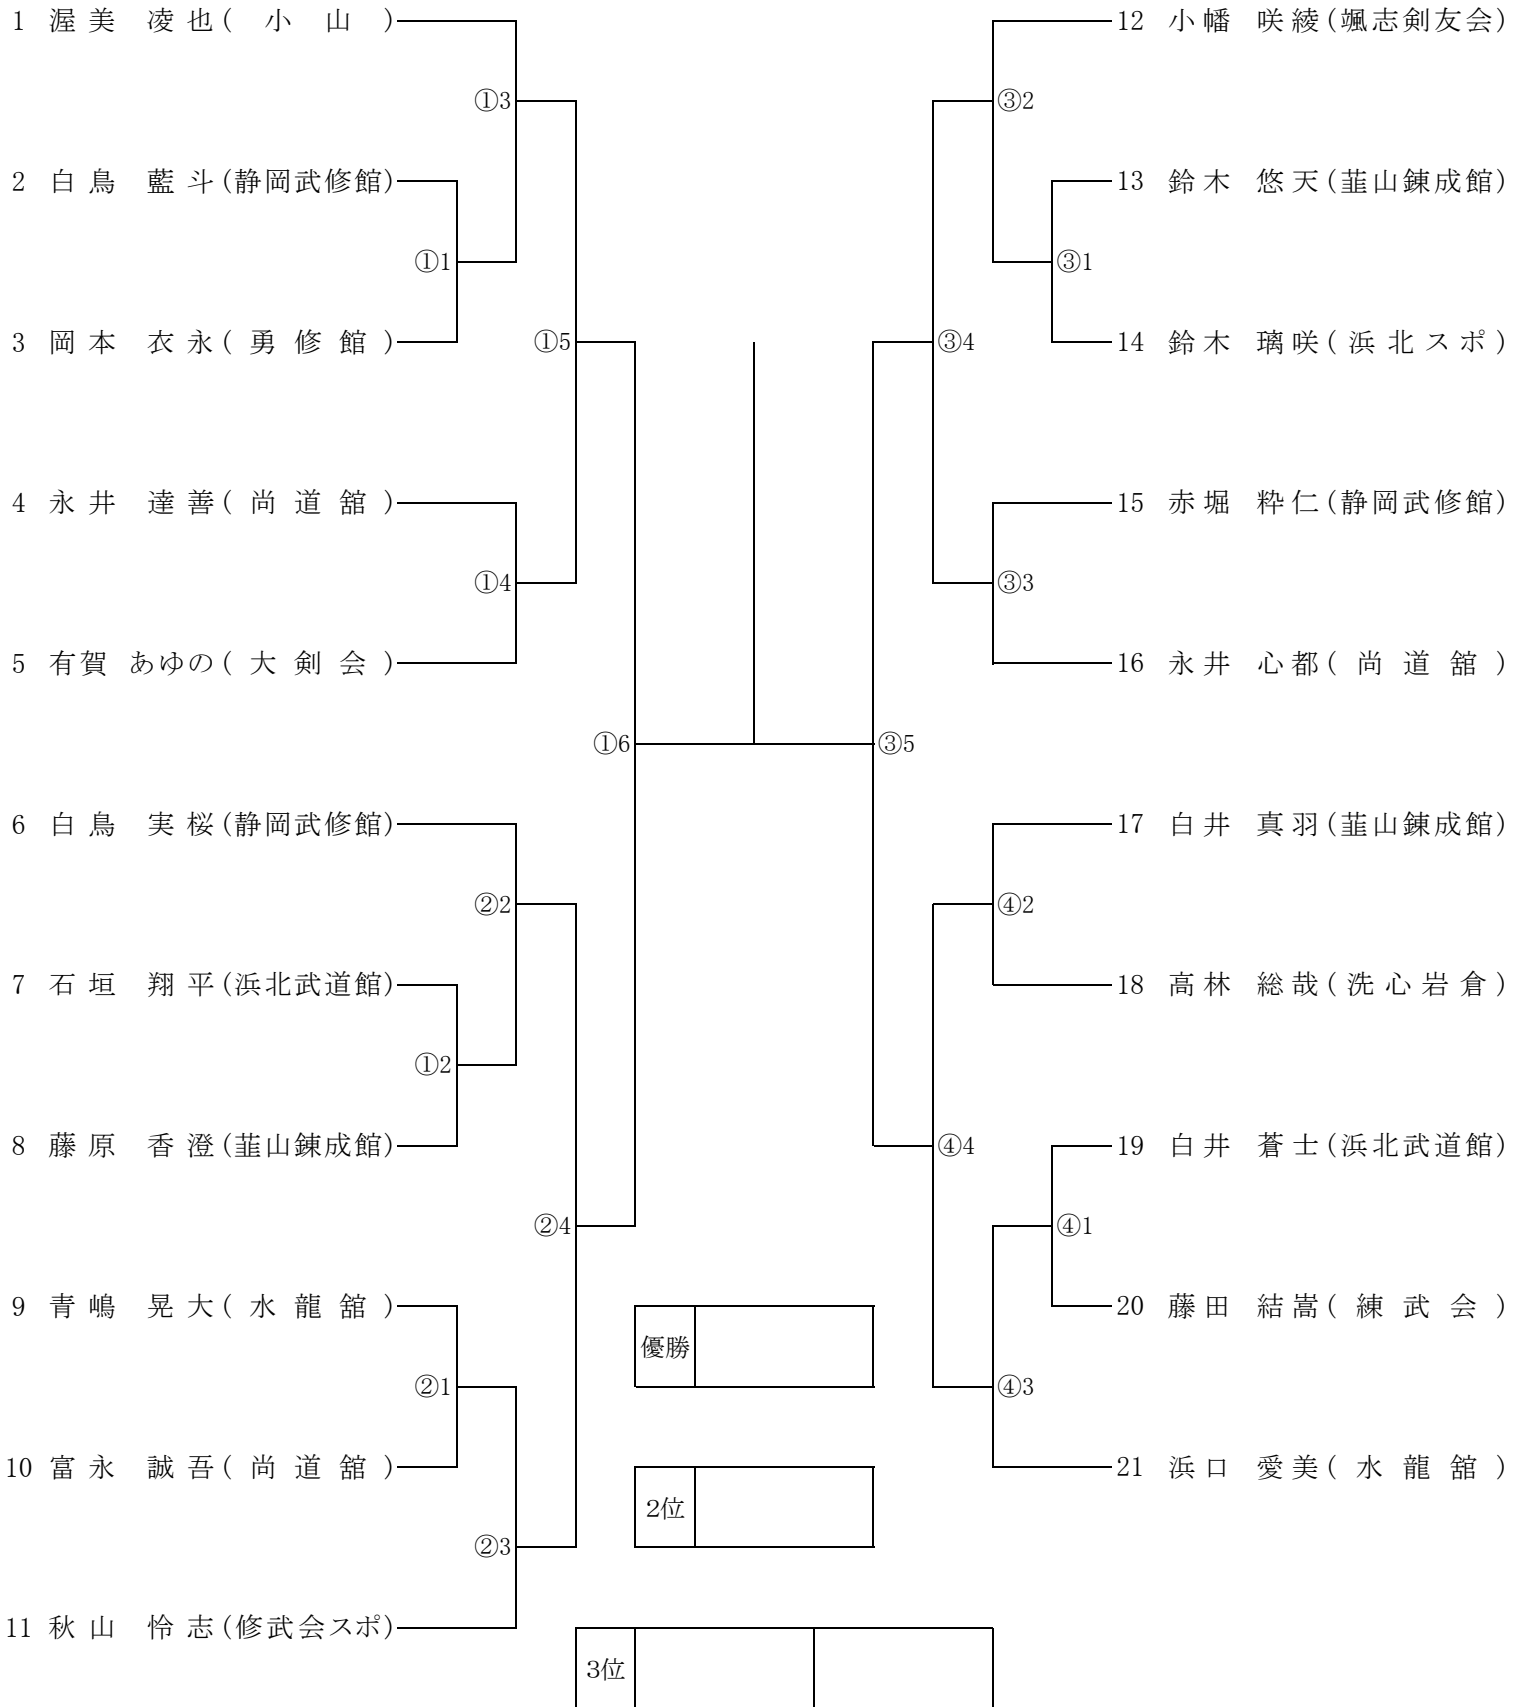 1 渥美 凌也(小山)
①3
2 白鳥 藍斗(静岡武修館)
①1
3 岡本 衣永(勇修館)
①5
4 永井 達善(尚道舘)
①4
5 有賀 あゆの(大剣会)
①6
6 白鳥 実桜(静岡武修館)
②2
7 石垣 翔平(浜北武道館)
①2
8 藤原 香澄(韮山錬成館)
②4
9 青嶋 晃大(水龍舘)
②1
10 富永 誠吾(尚道舘)
②3
11 秋山 怜志(修武会スポ)
12 小幡 咲綾(颯志剣友会)
③2
13 鈴木 悠天(韮山錬成館)
③1
14 鈴木 璃咲(浜北スポ)
③4
15 赤堀 粋仁(静岡武修館)
③3
16 永井 心都(尚道舘)
③5
17 白井 真羽(韮山錬成館)
④2
18 高林 総哉(洗心岩倉)
④4
19 白井 蒼士(浜北武道館)
④1
20 藤田 結嵩(練武会)
④3
21 浜口 愛美(水龍舘)
優勝
2位
3位